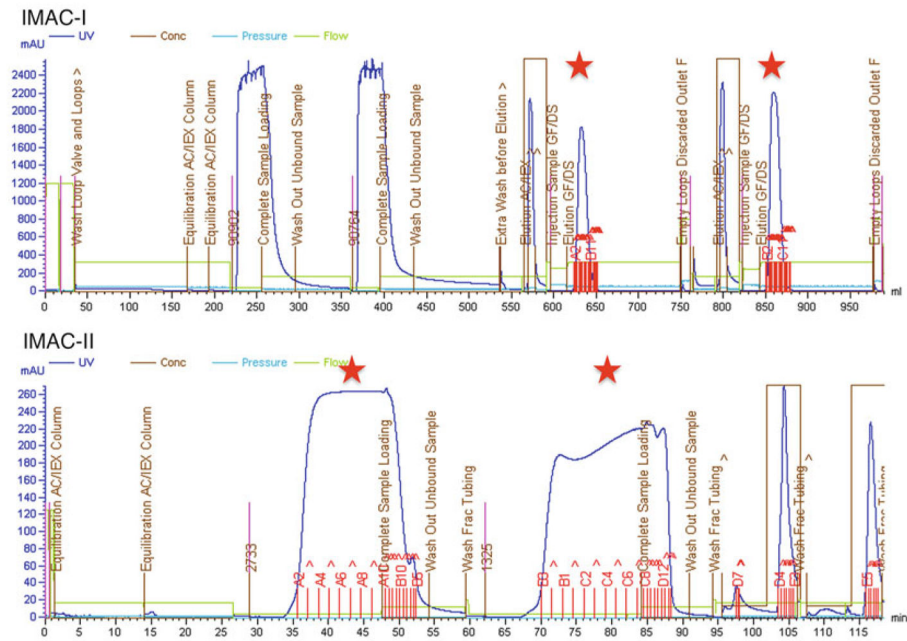 IMAC-I
UV Conc Pressure Flow
mAU
2400
2200
2000
1800
1600
1400
1200
1000
800
600
400
200
0
Wash Loop Valve and Loops >
Equilibration AC/IEX Column
Equilibration AC/IEX Column
90902
Complete Sample Loading
Wash Out Unbound Sample
90764
Complete Sample Loading
Wash Out Unbound Sample
Extra Wash before Elution >
Elution AC/IEX
Injection Sample GF/DS
Elution GF/DS
A2
B1
Empty Loops Discarded Outlet F
Elution AC/IEX
Injection Sample GF/DS
Elution GF/DS
B2
C1
Empty Loops Discarded Outlet F
0 50 100 150 200 250 300 350 400 450 500 550 600 650 700 750 800 850 900 950 ml
IMAC-II
UV Conc Pressure Flow
mAU
260
240
220
200
180
160
140
120
100
80
60
40
20
0
Equilibration AC/IEX Column
Equilibration AC/IEX Column
2733
A2
A4
A6
A8
Complete Sample Loading
B10
Wash Out Unbound Sample
Wash Frac Tubing >
1325
B1
C2
C4
C6
Complete Sample Loading
D12
Wash Out Unbound Sample
Wash Frac Tubing >
D7
D4
Wash Frac Tubing >
E5
0 5 10 15 20 25 30 35 40 45 50 55 60 65 70 75 80 85 90 95 100 105 110 115 min